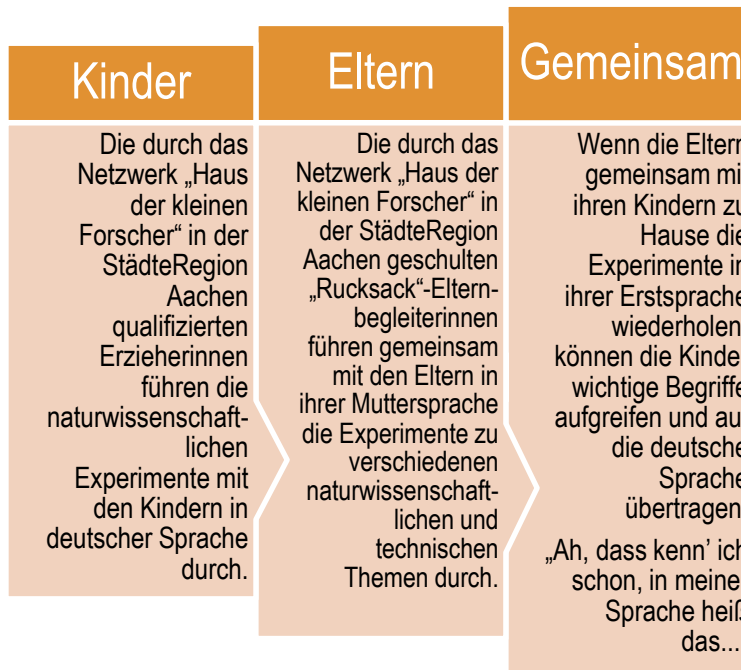 Kinder
Die durch das
Netzwerk „Haus
der kleinen
Forscher“ in der
StädteRegion
Aachen
qualifizierten
Erzieherinnen
führen die
naturwissenschaft-
lichen
Experimente mit
den Kindern in
deutscher Sprache
durch.
Eltern
Die durch das
Netzwerk „Haus der
kleinen Forscher“ in
der StädteRegion
Aachen geschulten
„Rucksack“-Eltern-
begleiterinnen
führen gemeinsam
mit den Eltern in
ihrer Muttersprache
die Experimente zu
verschiedenen
naturwissenschaft-
lichen und
technischen
Themen durch.
Gemeinsam
Wenn die Eltern
gemeinsam mi
ihren Kindern zu
Hause die
Experimente in
ihrer Erstsprache
wiederholen
können die Kinder
wichtige Begriffe
aufgreifen und au
die deutsche
Sprache
übertragen
„Ah, dass kenn’ ich
schon, in meine
Sprache heiß
das...